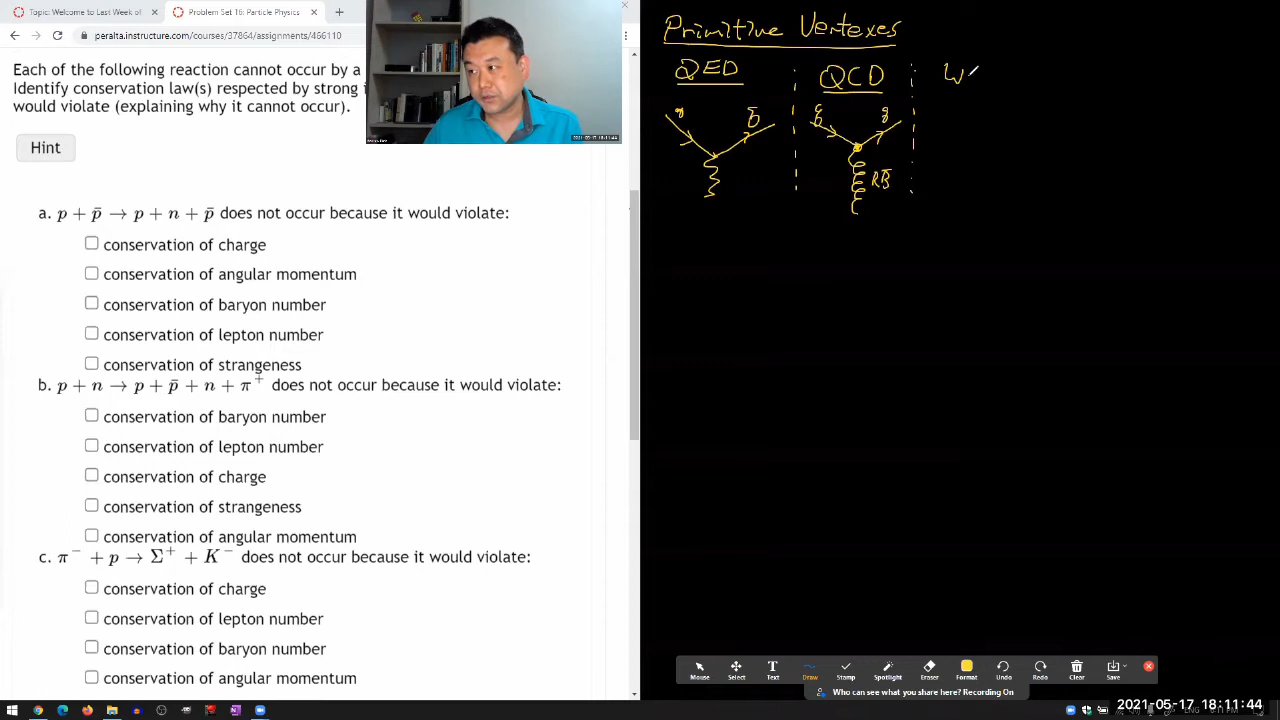 Topic Welcome to Last Week of
Problem Set 16: Particle Physics
peraltafuturelearning.com/courses/37864/assignments/466110
Each of the following reaction cannot occur by a
Identify conservation law(s) respected by strong i
would violate (explaining why it cannot occur).
Hint
a. p + p̄ → p + n + p̄ does not occur because it would violate:
conservation of charge
conservation of angular momentum
conservation of baryon number
conservation of lepton number
conservation of strangeness
b. p + n → p + p̄ + n + π⁺ does not occur because it would violate:
conservation of baryon number
conservation of lepton number
conservation of charge
conservation of strangeness
conservation of angular momentum
c. π⁻ + p → Σ⁺ + K⁻ does not occur because it would violate:
conservation of charge
conservation of lepton number
conservation of baryon number
conservation of angular momentum
2021-05-17 18:11:44
Primitive Vertexes
QED
QCD
W
Mouse Select Text Draw Stamp Spotlight Eraser Format Undo Redo Clear Save
Who can see what you share here? Recording On
2021-05-17 18:11:44